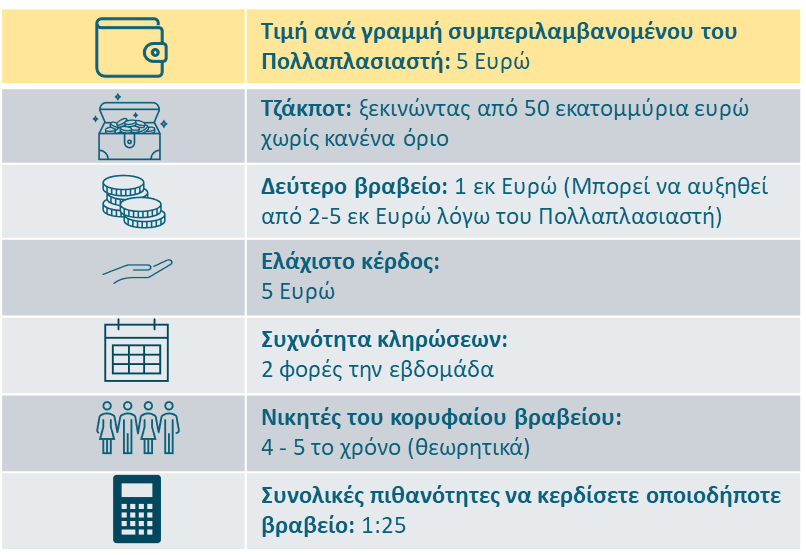 Τιμή ανά γραμμή συμπεριλαμβανομένου του
Πολλαπλασιαστή: 5 Ευρώ
Τζάκποτ: ξεκινώντας από 50 εκατομμύρια ευρώ
χωρίς κανένα όριο
Δεύτερο βραβείο: 1 εκ Ευρώ (Μπορεί να αυξηθεί
από 2-5 εκ Ευρώ λόγω του Πολλαπλασιαστή)
Ελάχιστο κέρδος:
5 Ευρώ
Συχνότητα κληρώσεων:
2 φορές την εβδομάδα
Νικητές του κορυφαίου βραβείου:
4 - 5 το χρόνο (θεωρητικά)
Συνολικές πιθανότητες να κερδίσετε οποιοδήποτε
βραβείο: 1:25